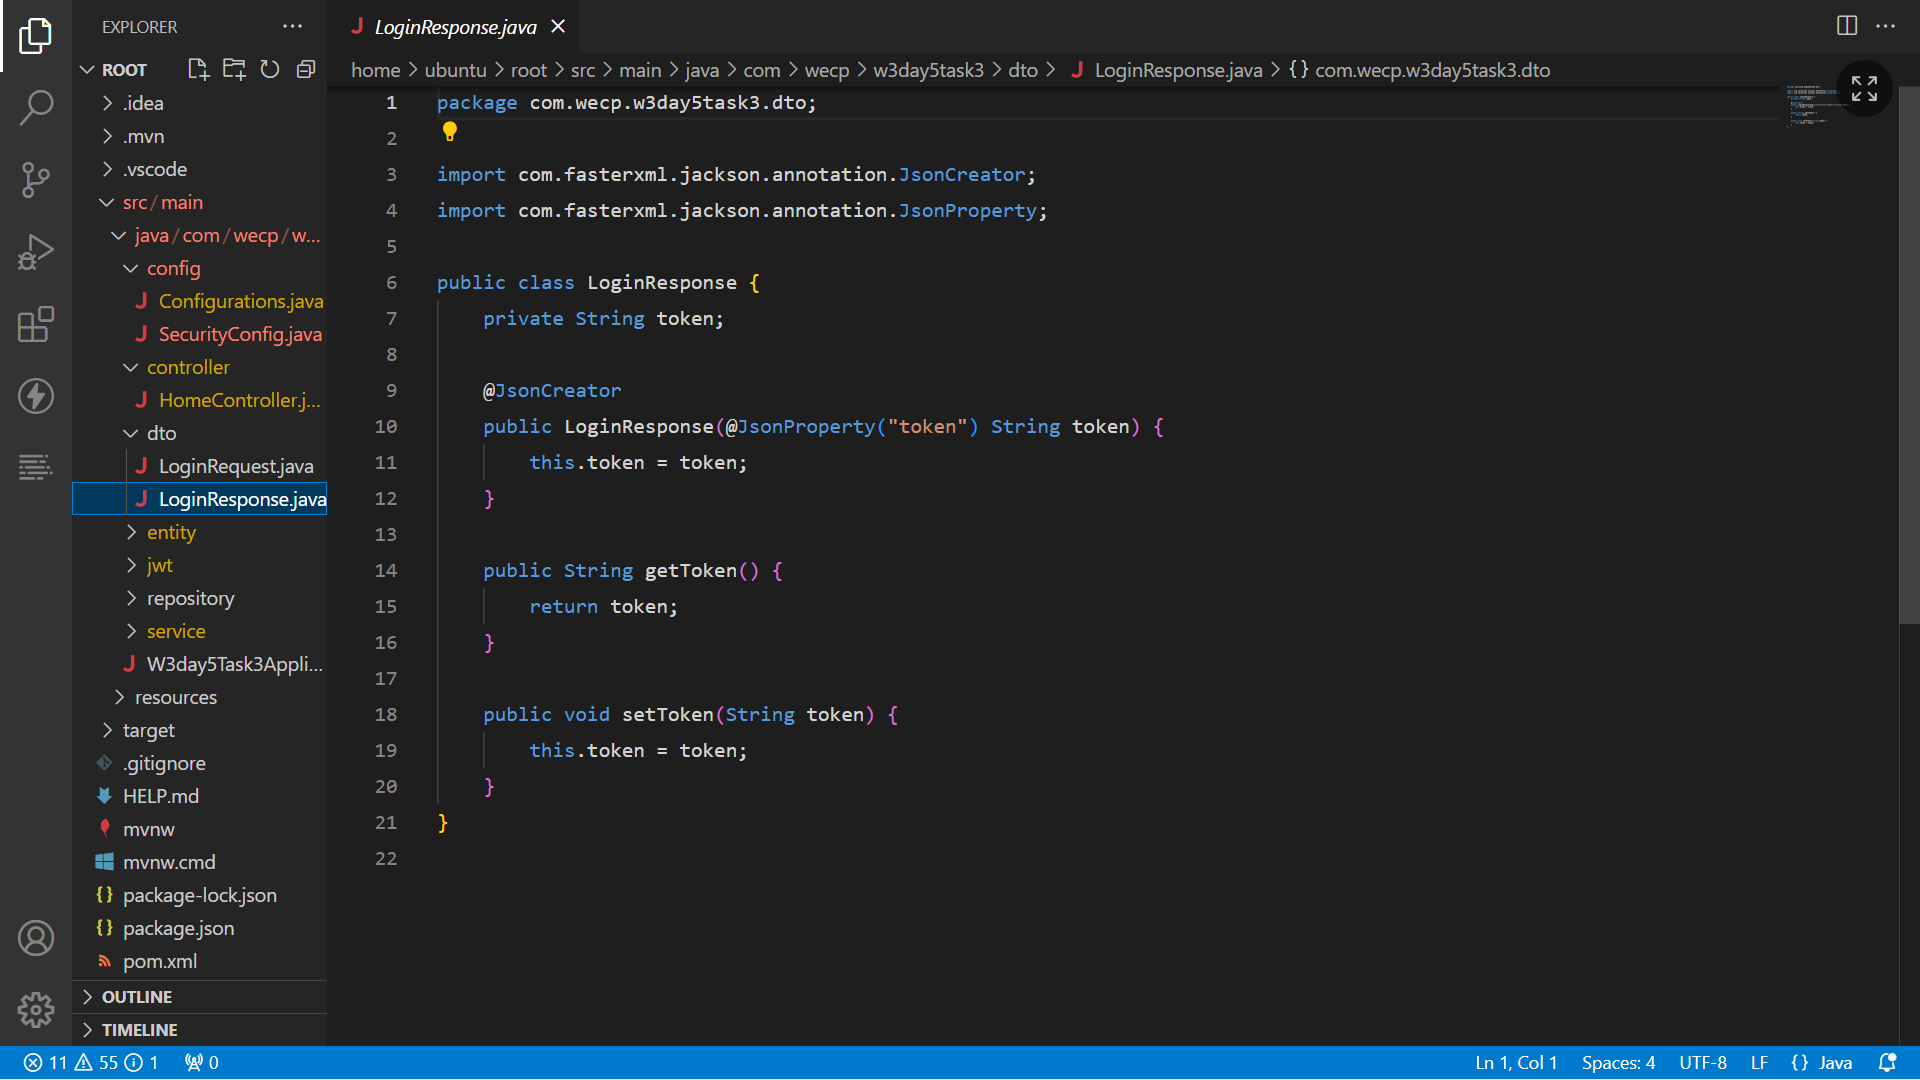 EXPLORER
ROOT
.idea
.mvn
.vscode
src/main
java/com/wecp/w...
config
Configurations.java
SecurityConfig.java
controller
HomeController.j...
dto
LoginRequest.java
LoginResponse.java
entity
jwt
repository
service
W3day5Task3Appli...
resources
target
.gitignore
HELP.md
mvnw
mvnw.cmd
package-lock.json
package.json
pom.xml
OUTLINE
TIMELINE
LoginResponse.java
home > ubuntu > root > src > main > java > com > wecp > w3day5task3 > dto > LoginResponse.java > {} com.wecp.w3day5task3.dto
1 package com.wecp.w3day5task3.dto;
2
3 import com.fasterxml.jackson.annotation.JsonCreator;
4 import com.fasterxml.jackson.annotation.JsonProperty;
5
6 public class LoginResponse {
7 private String token;
8
9 @JsonCreator
10 public LoginResponse(@JsonProperty("token") String token) {
11 this.token = token;
12 }
13
14 public String getToken() {
15 return token;
16 }
17
18 public void setToken(String token) {
19 this.token = token;
20 }
21 }
22
11 55 1 0 Ln 1, Col 1 Spaces: 4 UTF-8 LF {} Java